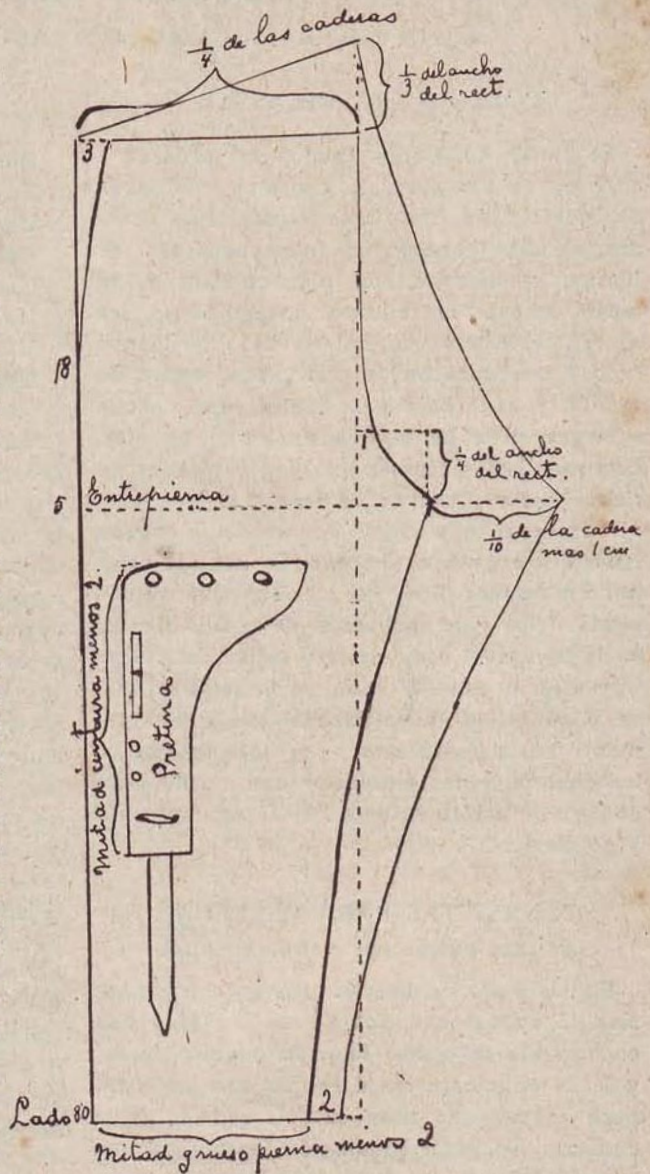 1/4 de las caderas
1/3 del ancho
del rect.
3
18
1
1/4 del ancho
del rect.
5 Entrepierna
1/10 de la cadera
mas 1 cm
Mitad cintura menos 2.
Pretina
Lado 80
2
Mitad grueso pierna menos 2